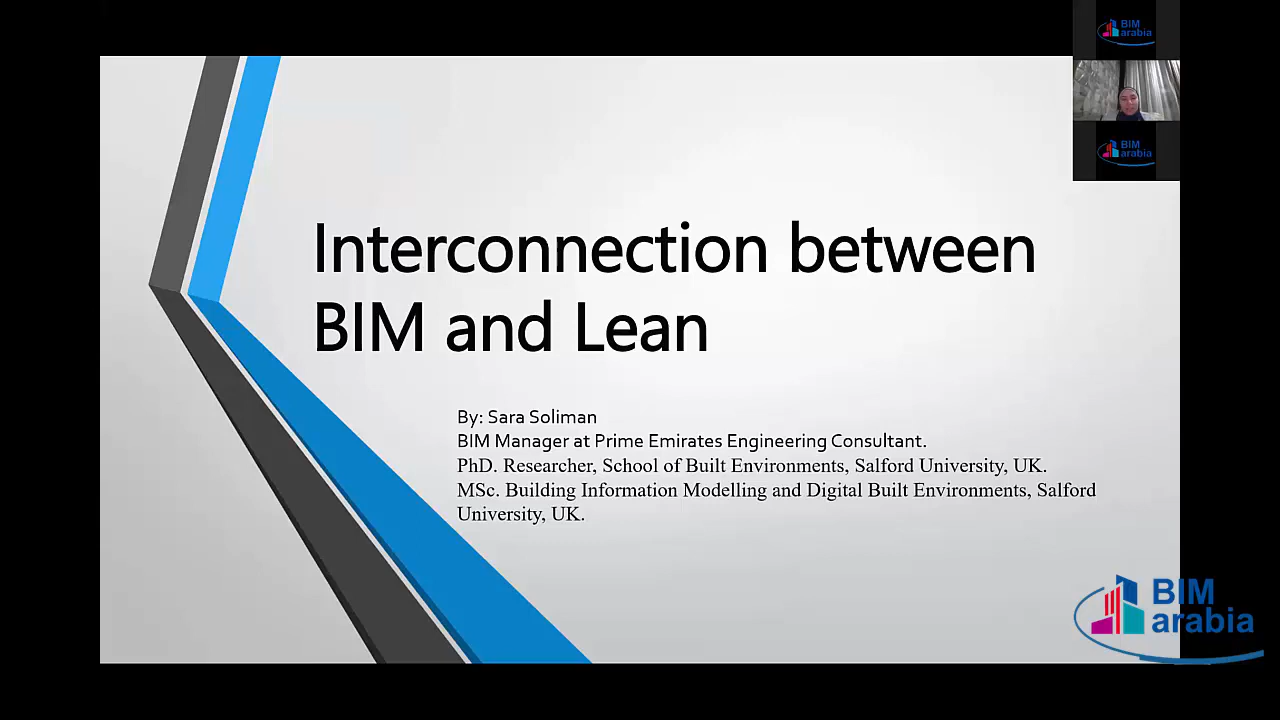 BIM
arabia
BIM
arabia
Interconnection between
BIM and Lean
By: Sara Soliman
BIM Manager at Prime Emirates Engineering Consultant.
PhD. Researcher, School of Built Environments, Salford University, UK.
MSc. Building Information Modelling and Digital Built Environments, Salford
University, UK.
BIM
arabia